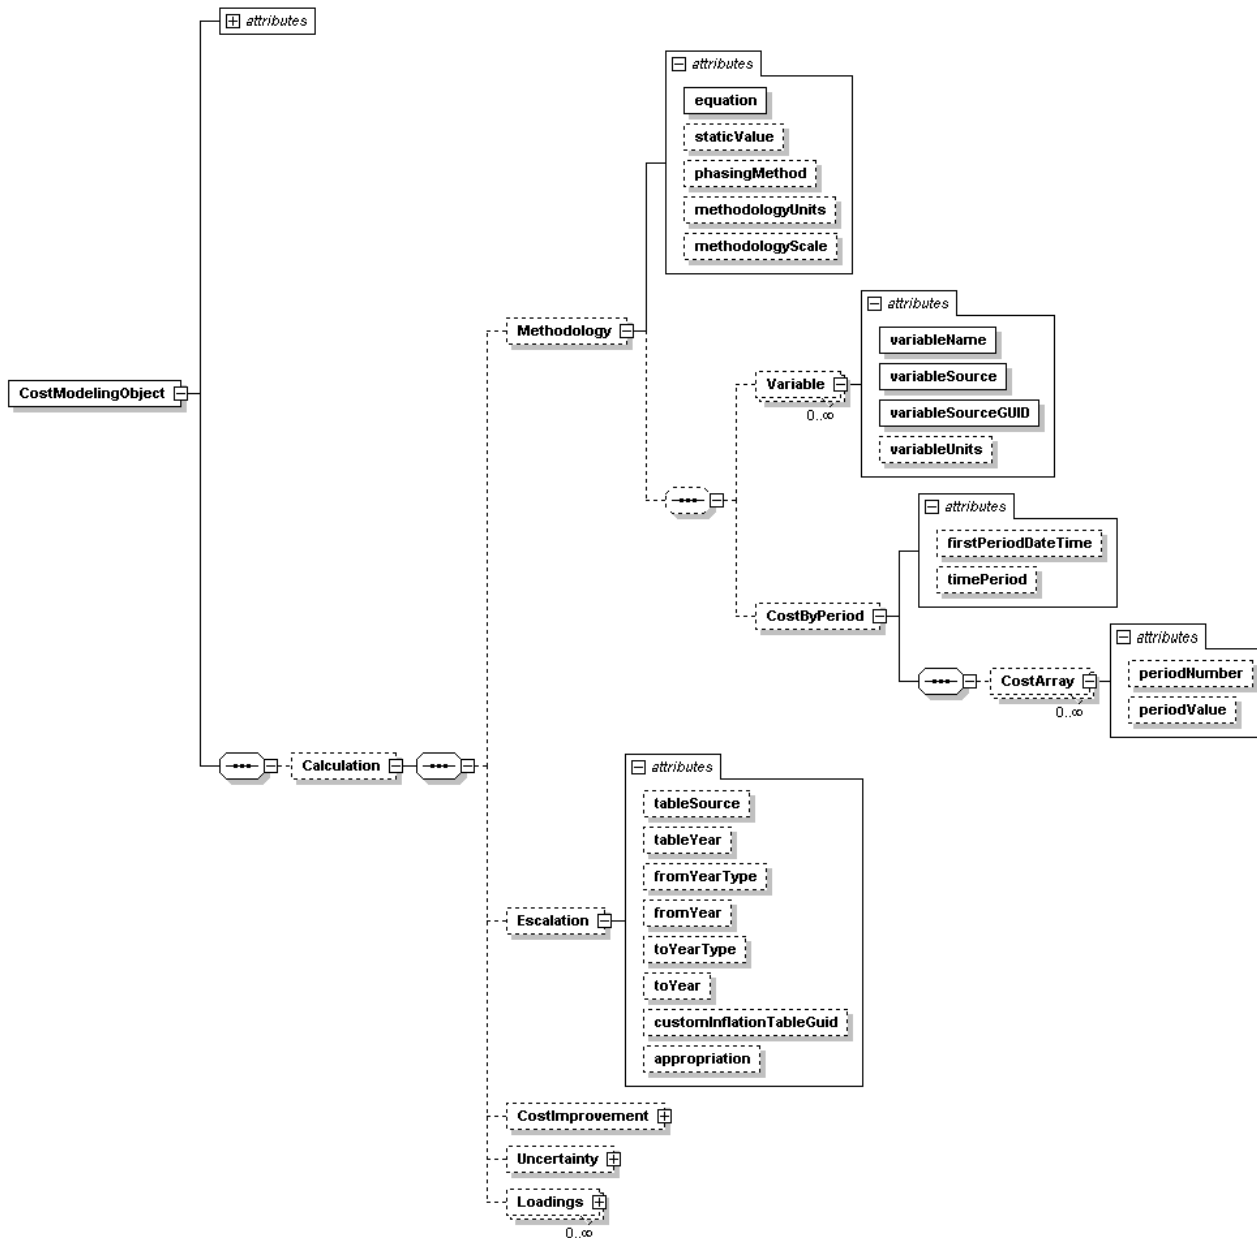 attributes
attributes
equation
staticValue
phasingMethod
methodologyUnits
methodologyScale
Methodology
attributes
variableName
variableSource
variableSourceGUID
variableUnits
Variable
0..∞
CostModelingObject
attributes
firstPeriodDateTime
timePeriod
CostByPeriod
attributes
periodNumber
periodValue
CostArray
0..∞
Calculation
attributes
tableSource
tableYear
fromYearType
fromYear
toYearType
toYear
customInflationTableGuid
appropriation
Escalation
CostImprovement
Uncertainty
Loadings
0..∞